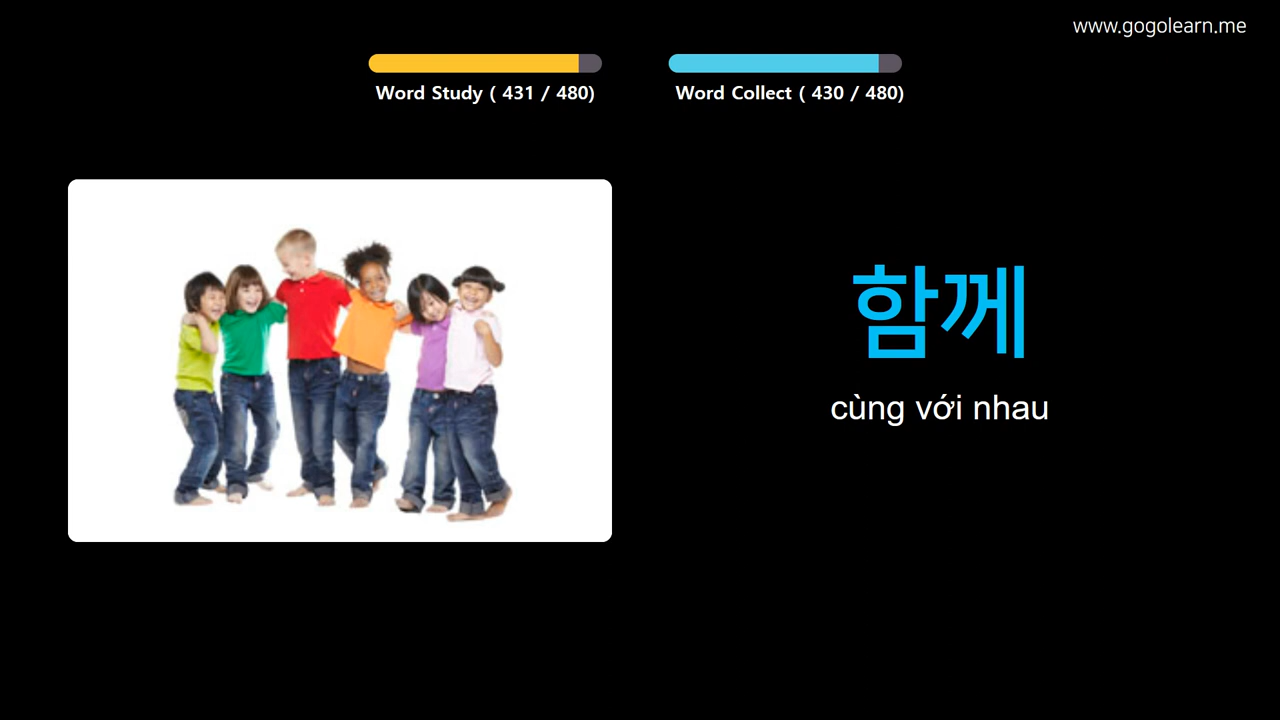 www.gogolearn.me
Word Study ( 431 / 480)
Word Collect ( 430 / 480)
함께
cùng với nhau